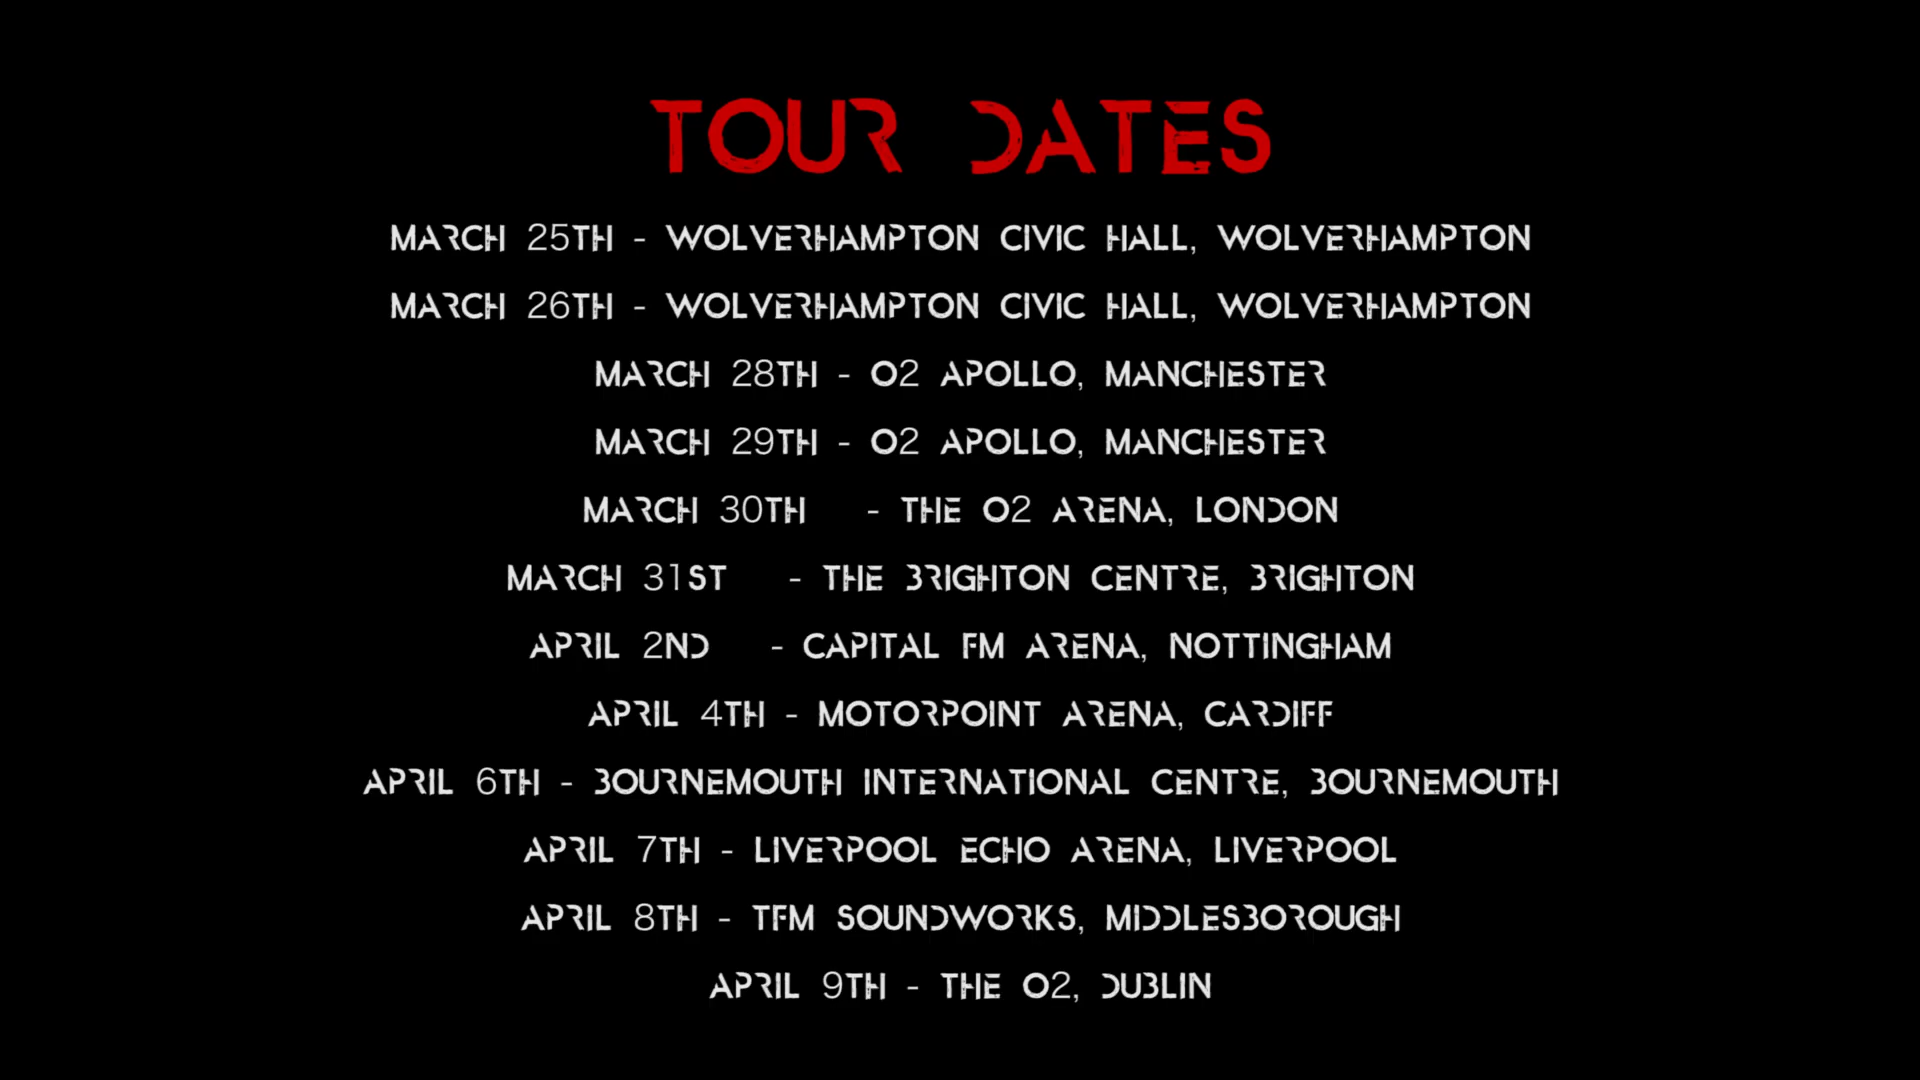 TOUR DATES
MARCH 25TH - WOLVERHAMPTON CIVIC HALL, WOLVERHAMPTON
MARCH 26TH - WOLVERHAMPTON CIVIC HALL, WOLVERHAMPTON
MARCH 28TH - O2 APOLLO, MANCHESTER
MARCH 29TH - O2 APOLLO, MANCHESTER
MARCH 30TH - THE O2 ARENA, LONDON
MARCH 31ST - THE BRIGHTON CENTRE, BRIGHTON
APRIL 2ND - CAPITAL FM ARENA, NOTTINGHAM
APRIL 4TH - MOTORPOINT ARENA, CARDIFF
APRIL 6TH - BOURNEMOUTH INTERNATIONAL CENTRE, BOURNEMOUTH
APRIL 7TH - LIVERPOOL ECHO ARENA, LIVERPOOL
APRIL 8TH - TFM SOUNDWORKS, MIDDLESBOROUGH
APRIL 9TH - THE O2, DUBLIN